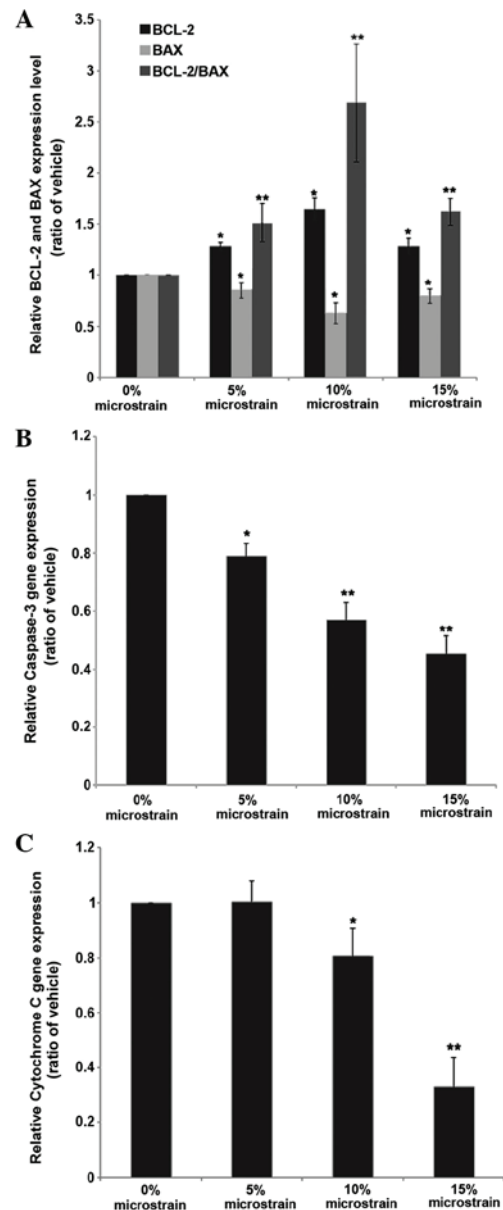 A
BCL-2
BAX
BCL-2/BAX
Relative BCL-2 and BAX expression level
(ratio of vehicle)
3.5
3
2.5
2
1.5
1
0.5
0
**
*
**
*
*
*
**
*
*
0%
microstrain
5%
microstrain
10%
microstrain
15%
microstrain
B
Relative Caspase-3 gene expression
(ratio of vehicle)
1.2
1
0.8
0.6
0.4
0.2
0
*
**
**
0%
microstrain
5%
microstrain
10%
microstrain
15%
microstrain
C
Relative Cytochrome C gene expression
(ratio of vehicle)
1.2
1
0.8
0.6
0.4
0.2
0
*
**
0%
microstrain
5%
microstrain
10%
microstrain
15%
microstrain